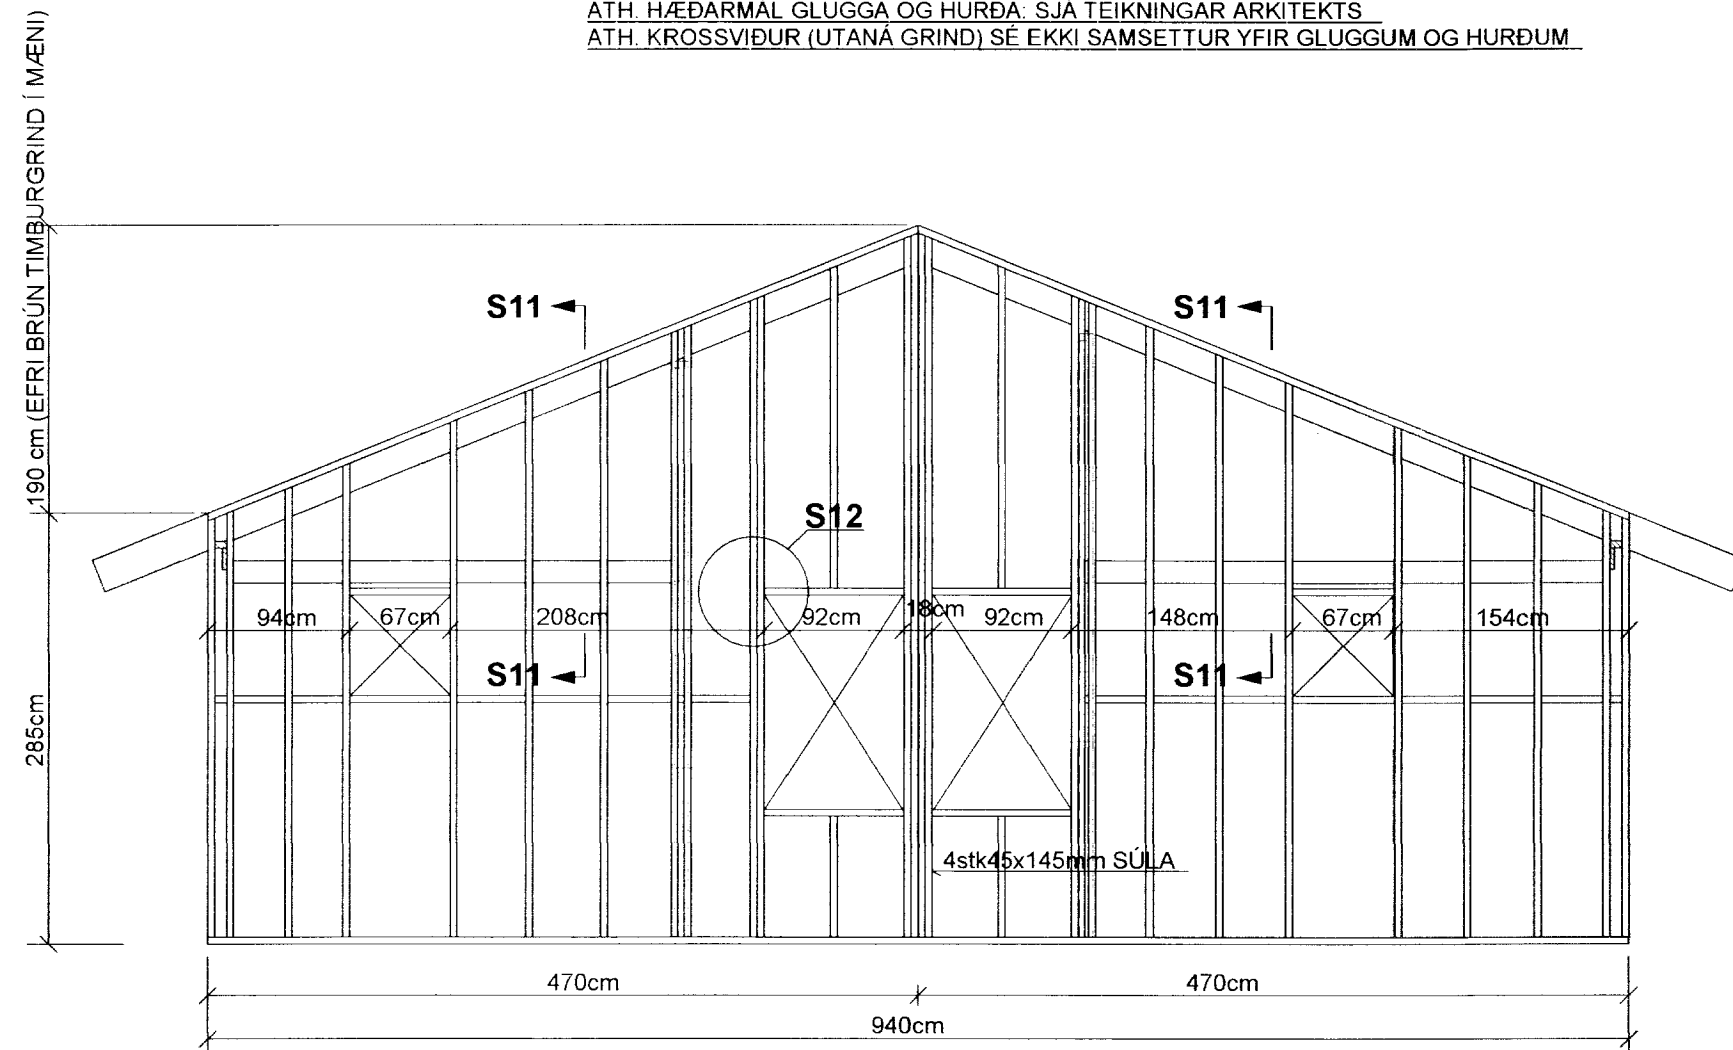 ATH. HÆÐARMÁL GLUGGA OG HURÐA: SJÁ TEIKNINGAR ARKITEKTS
ATH. KROSSVIÐUR (UTANÁ GRIND) SÉ EKKI SAMSETTUR YFIR GLUGGUM OG HURÐUM
190 cm (EFRI BRÚN TIMBURGRIND Í MÆNI)
S11
S11
S12
94cm
67cm
208cm
92cm
18cm
92cm
148cm
67cm
154cm
S11
S11
285cm
4stk45x145mm SÚLA
470cm
470cm
940cm